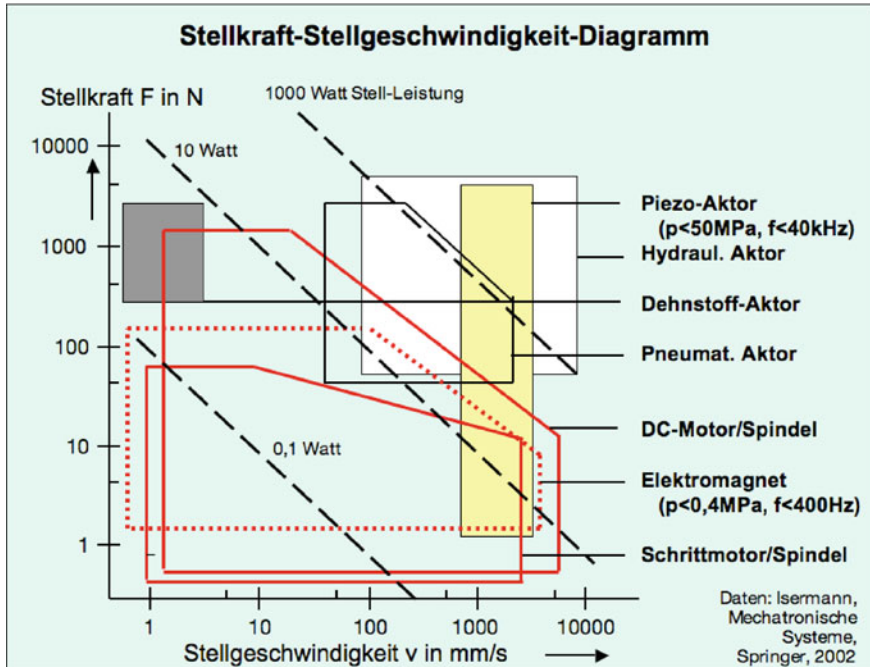 Stellkraft-Stellgeschwindigkeit-Diagramm
Stellkraft F in N
1000 Watt Stell-Leistung
10000
10 Watt
Piezo-Aktor
(p<50MPa, f<40kHz)
1000
Hydraul. Aktor
Dehnstoff-Aktor
100
Pneumat. Aktor
DC-Motor/Spindel
10
0,1 Watt
Elektromagnet
(p<0,4MPa, f<400Hz)
1
Schrittmotor/Spindel
1 10 100 1000 10000
Stellgeschwindigkeit v in mm/s
Daten: Isermann,
Mechatronische
Systeme,
Springer, 2002